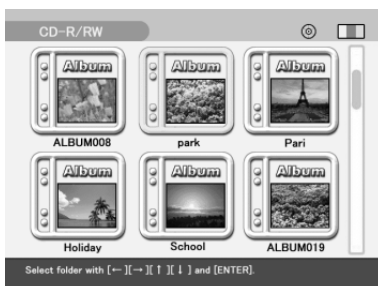 CD-R/RW
Album Album Album
ALBUM008 park Pari
Album Album Album
Holiday School ALBUM019
Select folder with [←][→][↑][↓] and [ENTER].